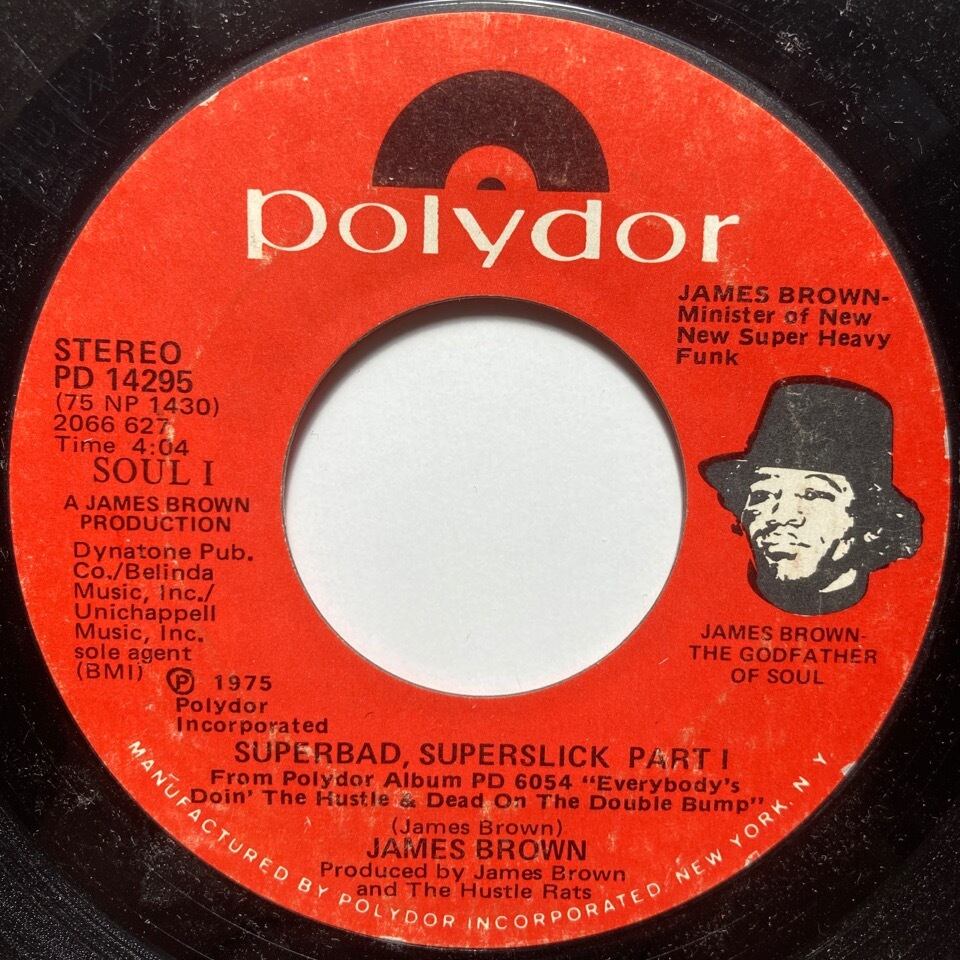 polydor
JAMES BROWN-
Minister of New
New Super Heavy
Funk
STEREO
PD 14295
(75 NP 1430)
2066 627
Time 4:04
SOUL I
A JAMES BROWN
PRODUCTION
Dynatone Pub.
Co./Belinda
Music, Inc./
Unichappell
Music, Inc.
sole agent
(BMI)
Ⓟ 1975
Polydor
Incorporated
JAMES BROWN-
THE GODFATHER
OF SOUL
SUPERBAD, SUPERSLICK PART I
From Polydor Album PD 6054 "Everybody's
Doin' The Hustle & Dead On The Double Bump"
(James Brown)
JAMES BROWN
Produced by James Brown
and The Hustle Rats
MANUFACTURED BY POLYDOR INCORPORATED, NEW YORK, N.Y.